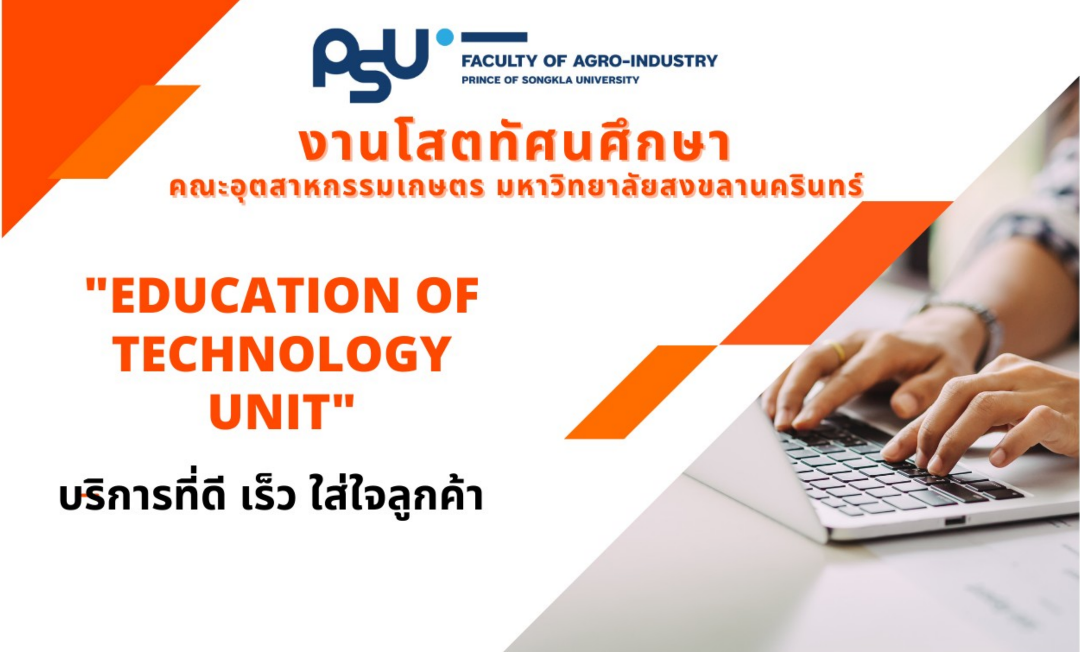 PSU
FACULTY OF AGRO-INDUSTRY
PRINCE OF SONGKLA UNIVERSITY
งานโสตทัศนศึกษา
คณะอุตสาหกรรมเกษตร มหาวิทยาลัยสงขลานครินทร์
"EDUCATION OF
TECHNOLOGY
UNIT"
บริการที่ดี เร็ว ใส่ใจลูกค้า